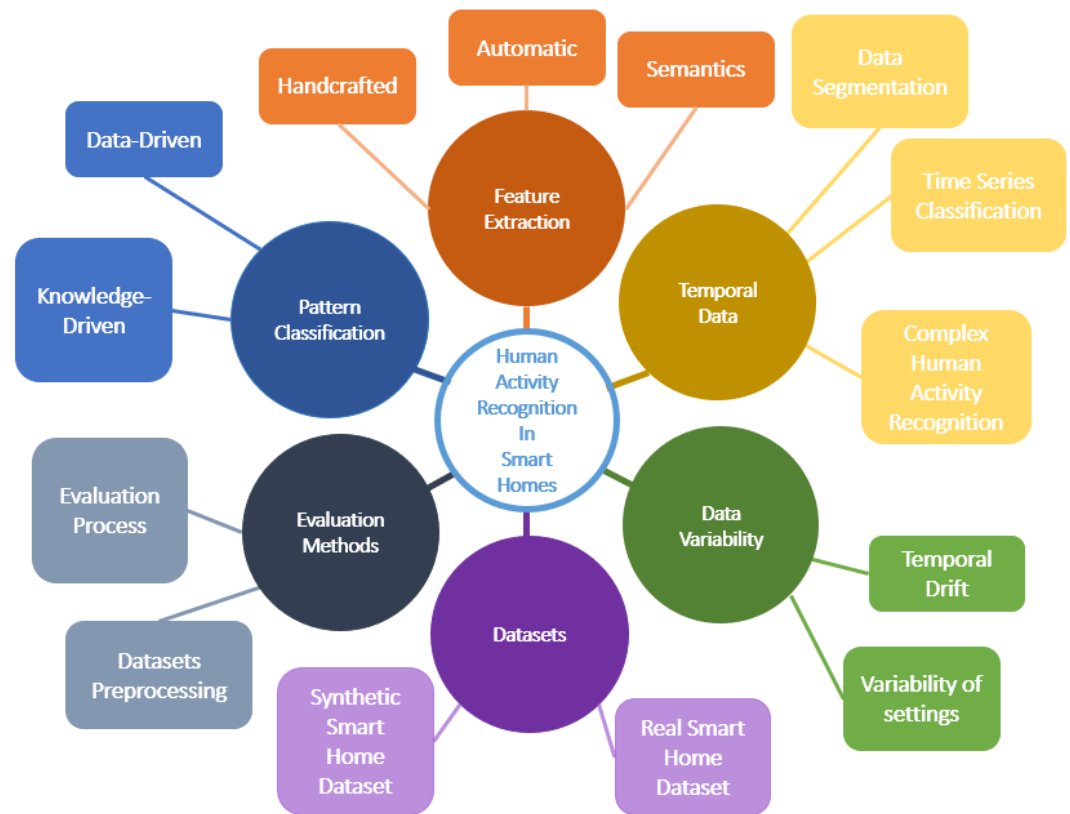 Automatic
Handcrafted
Semantics
Data
Segmentation
Data-Driven
Time Series
Classification
Feature
Extraction
Knowledge-
Driven
Pattern
Classification
Temporal
Data
Complex
Human
Activity
Recognition
Human
Activity
Recognition
In
Smart
Homes
Evaluation
Process
Evaluation
Methods
Data
Variability
Temporal
Drift
Datasets
Datasets
Preprocessing
Synthetic
Smart
Home
Dataset
Real Smart
Home
Dataset
Variability of
settings